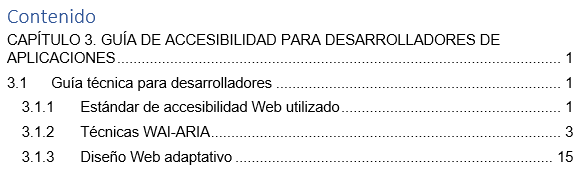 Contenido
CAPÍTULO 3. GUÍA DE ACCESIBILIDAD PARA DESARROLLADORES DE
APLICACIONES ........ 1
3.1 Guía técnica para desarrolladores ........ 1
3.1.1 Estándar de accesibilidad Web utilizado ........ 1
3.1.2 Técnicas WAI-ARIA ........ 3
3.1.3 Diseño Web adaptativo ........ 15